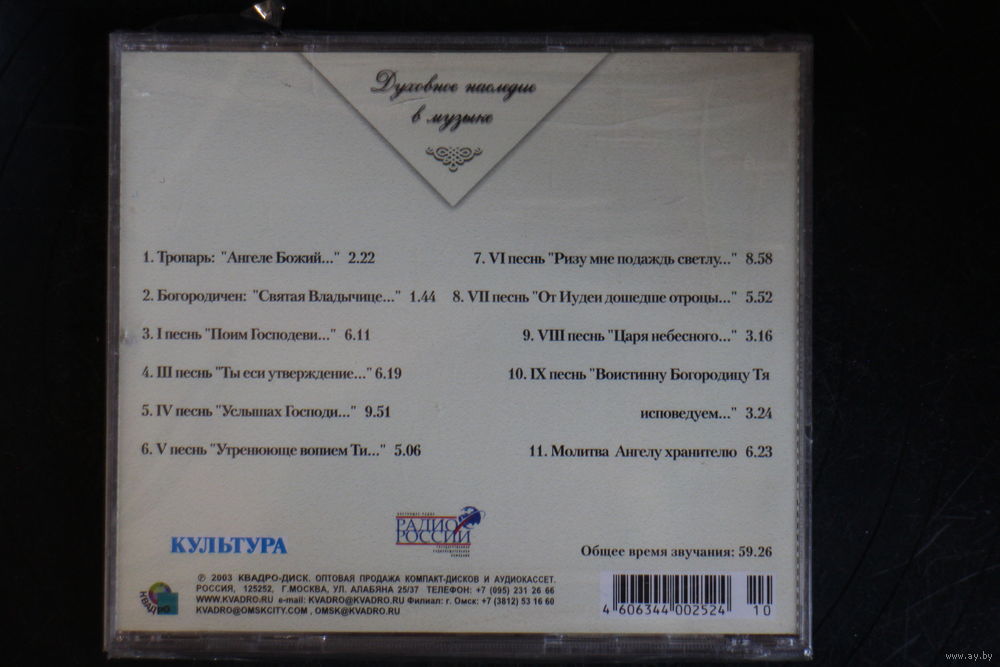 Духовное наследие
в музыке
1. Тропарь: "Ангеле Божий..." 2.22
2. Богородичен: "Святая Владычице..." 1.44
3. I песнь "Поим Господеви..." 6.11
4. III песнь "Ты еси утверждение..." 6.19
5. IV песнь "Услышах Господи..." 9.51
6. V песнь "Утренююще вопием Ти..." 5.06
7. VI песнь "Ризу мне подаждь светлу..." 8.58
8. VII песнь "От Иудеи дошедше отроцы..." 5.52
9. VIII песнь "Царя небесного..." 3.16
10. IX песнь "Воистинну Богородицу Тя
исповедуем..." 3.24
11. Молитва Ангелу хранителю 6.23
КУЛЬТУРА
РАДИО
РОССИИ
Общее время звучания: 59.26
КВАДРО
℗ 2003 КВАДРО-ДИСК. ОПТОВАЯ ПРОДАЖА КОМПАКТ-ДИСКОВ И АУДИОКАССЕТ.
РОССИЯ, 125252, Г.МОСКВА, УЛ. АЛАБЯНА 25/37 ТЕЛЕФОН: +7 (095) 231 26 66
WWW.KVADRO.RU e-mail: KVADRO@KVADRO.RU Филиал: г. Омск: +7 (3812) 53 16 60
KVADRO@OMSKCITY.COM , OMSK@KVADRO.RU
4 606344 002524 10
www.ay.by